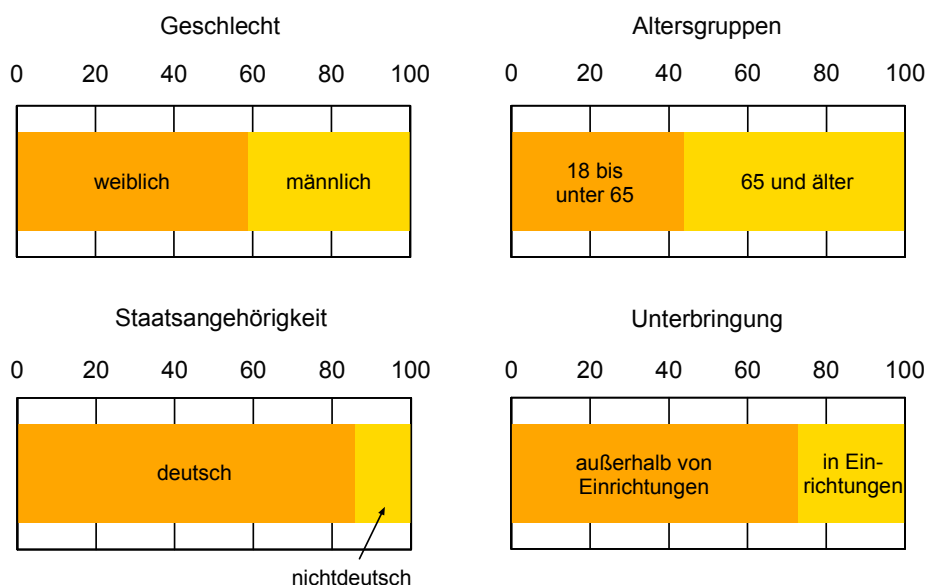 Geschlecht
0 20 40 60 80 100
weiblich männlich
Altersgruppen
0 20 40 60 80 100
18 bis
unter 65
65 und älter
Staatsangehörigkeit
0 20 40 60 80 100
deutsch
nichtdeutsch
Unterbringung
0 20 40 60 80 100
außerhalb von
Einrichtungen
in Ein-
richtungen